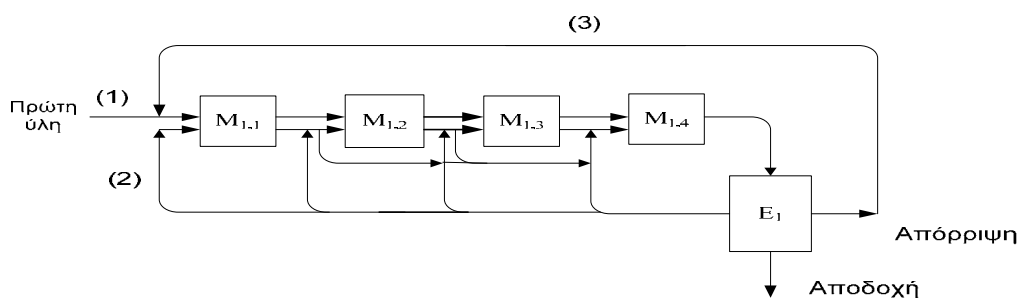 (3)
(1)
Πρώτη
ύλη
M1,1
M1,2
M1,3
M1,4
(2)
E1
Απόρριψη
Αποδοχή